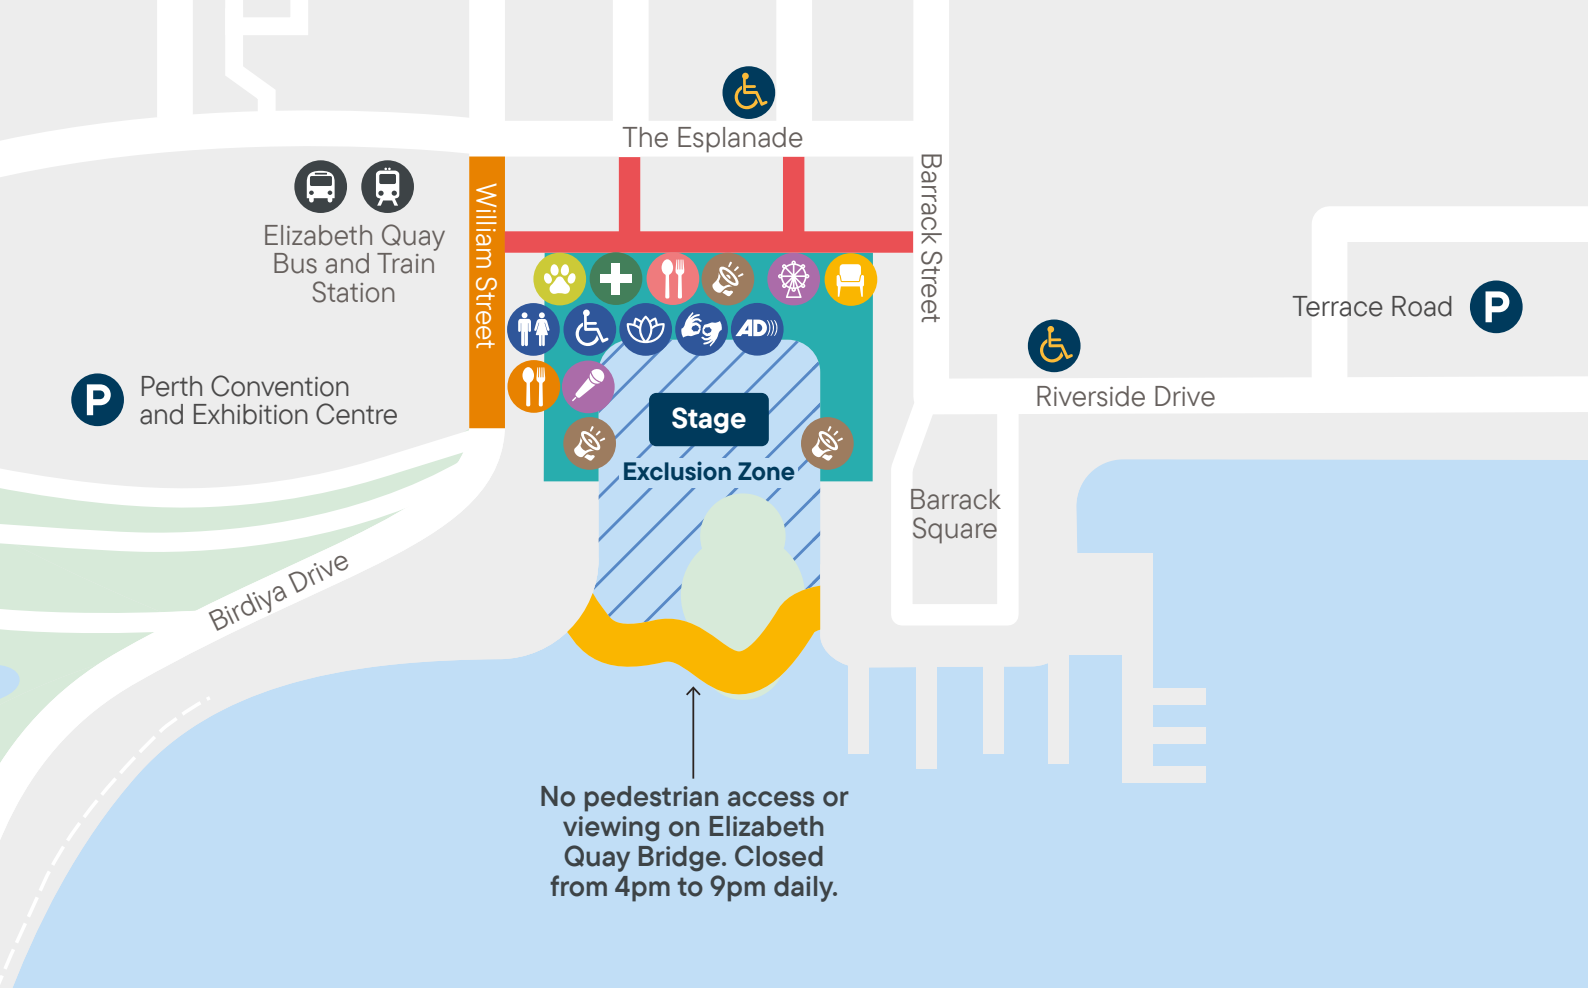 The Esplanade
Barrack Street
William Street
Elizabeth Quay
Bus and Train
Station
Terrace Road
P
P
Perth Convention
and Exhibition Centre
Riverside Drive
AD
Stage
Exclusion Zone
Barrack
Square
Birdiya Drive
No pedestrian access or
viewing on Elizabeth
Quay Bridge. Closed
from 4pm to 9pm daily.